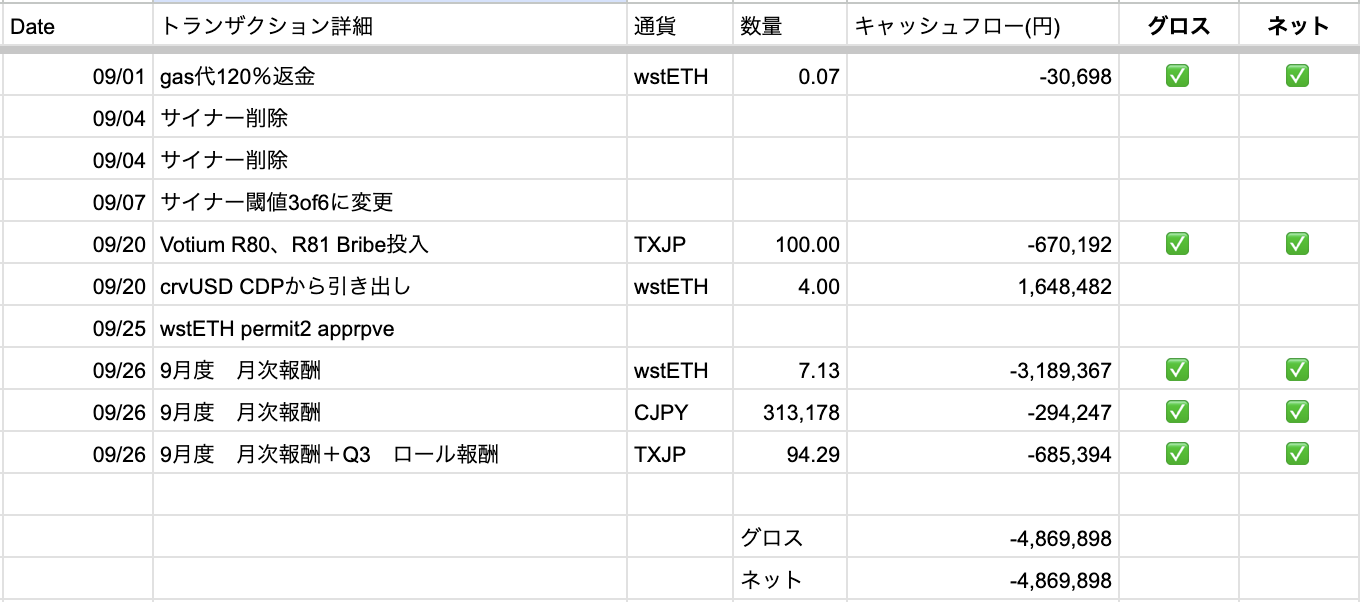 Date トランザクション詳細 通貨 数量 キャッシュフロー(円) グロス ネット
09/01 gas代120%返金 wstETH 0.07 -30,698 ✅ ✅
09/04 サイナー削除
09/04 サイナー削除
09/07 サイナー閾値3of6に変更
09/20 Votium R80、R81 Bribe投入 TXJP 100.00 -670,192 ✅ ✅
09/20 crvUSD CDPから引き出し wstETH 4.00 1,648,482
09/25 wstETH permit2 apprpve
09/26 9月度　月次報酬 wstETH 7.13 -3,189,367 ✅ ✅
09/26 9月度　月次報酬 CJPY 313,178 -294,247 ✅ ✅
09/26 9月度　月次報酬＋Q3　ロール報酬 TXJP 94.29 -685,394 ✅ ✅
グロス -4,869,898
ネット -4,869,898